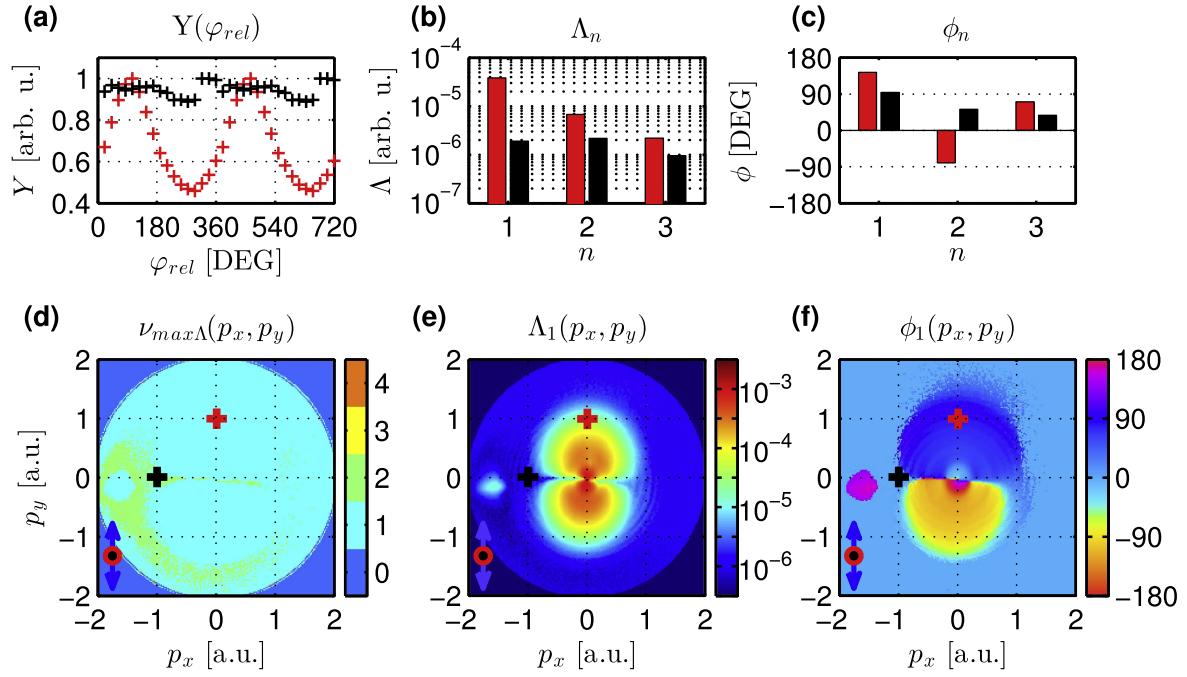 (a) Y(φrel) (b) Λn (c) ϕn
Y [arb. u.]
1
0.8
0.6
0.4
0 180 360 540 720
φrel [DEG]
Λ [arb. u.]
10−4
10−5
10−6
10−7
1 2 3
n
ϕ [DEG]
180
90
0
−90
−180
1 2 3
n
(d) νmaxΛ(px, py) (e) Λ1(px, py) (f) ϕ1(px, py)
py [a.u.]
2
1
0
−1
−2
−2 −1 0 1 2
px [a.u.]
4
3
2
1
0
2
1
0
−1
−2
−2 −1 0 1 2
px [a.u.]
10−3
10−4
10−5
10−6
2
1
0
−1
−2
−2 −1 0 1 2
px [a.u.]
180
90
0
−90
−180